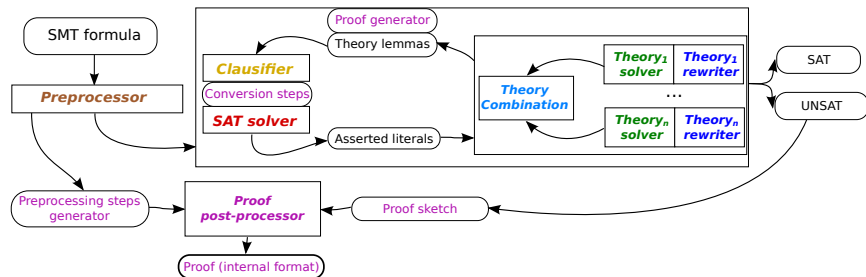 SMT formula
Preprocessor
Proof generator
Theory lemmas
Clausifier
Conversion steps
SAT solver
Asserted literals
Theory
Combination
Theory₁
solver
Theory₁
rewriter
...
Theoryₙ
solver
Theoryₙ
rewriter
SAT
UNSAT
Preprocessing steps
generator
Proof
post-processor
Proof sketch
Proof (internal format)